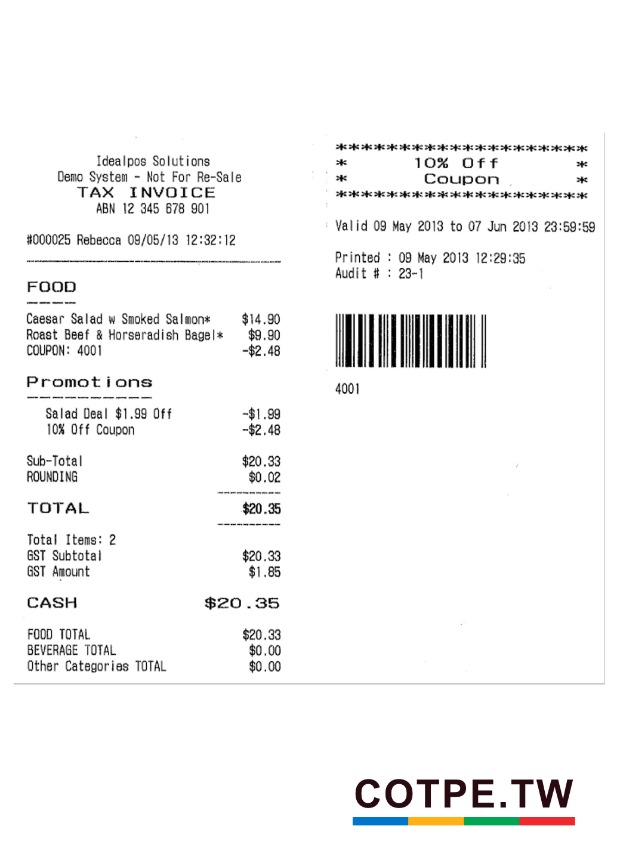 Idealpos Solutions
Demo System - Not For Re-Sale
TAX INVOICE
ABN 12 345 678 901
#000025 Rebecca 09/05/13 12:32:12
FOOD
Caesar Salad w Smoked Salmon* $14.90
Roast Beef & Horseradish Bagel* $9.90
COUPON: 4001 -$2.48
Promotions
Salad Deal $1.99 Off -$1.99
10% Off Coupon -$2.48
Sub-Total $20.33
ROUNDING $0.02
TOTAL $20.35
Total Items: 2
GST Subtotal $20.33
GST Amount $1.85
CASH $20.35
FOOD TOTAL $20.33
BEVERAGE TOTAL $0.00
Other Categories TOTAL $0.00
*********************
* 10% Off *
* Coupon *
*********************
Valid 09 May 2013 to 07 Jun 2013 23:59:59
Printed : 09 May 2013 12:29:35
Audit # : 23-1
4001
COTPE.TW